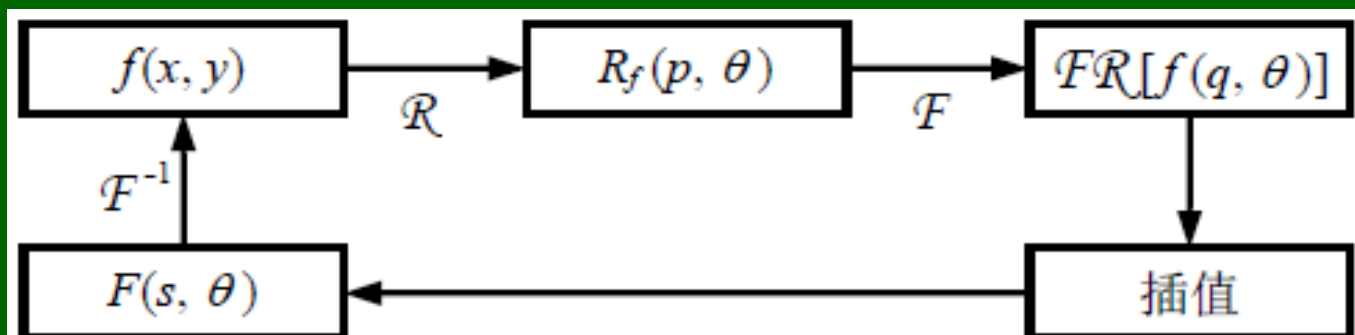 f(x, y)
R_f(p, θ)
ℱℛ[f(q, θ)]
ℛ
ℱ
ℱ⁻¹
F(s, θ)
插值